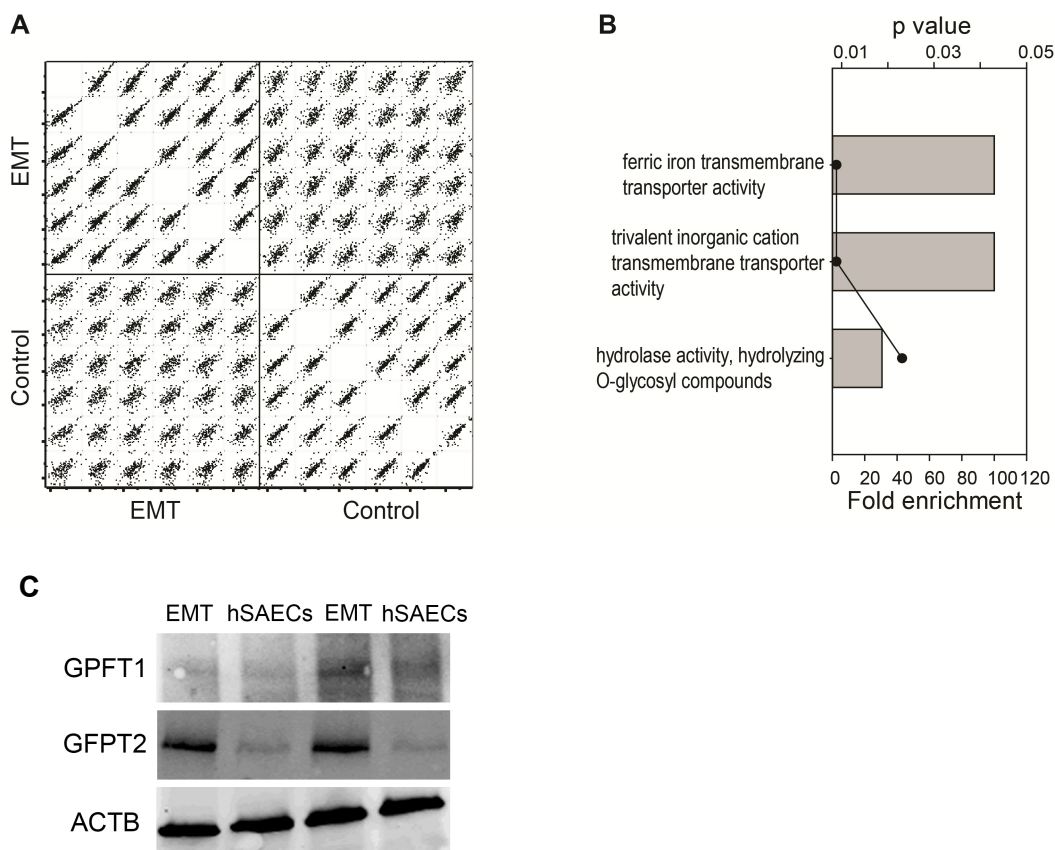 A
EMT
Control
EMT
Control
B
p value
0.01
0.03
0.05
ferric iron transmembrane
transporter activity
trivalent inorganic cation
transmembrane transporter
activity
hydrolase activity, hydrolyzing
O-glycosyl compounds
0 20 40 60 80 100 120
Fold enrichment
C
EMT hSAECs EMT hSAECs
GPFT1
GFPT2
ACTB